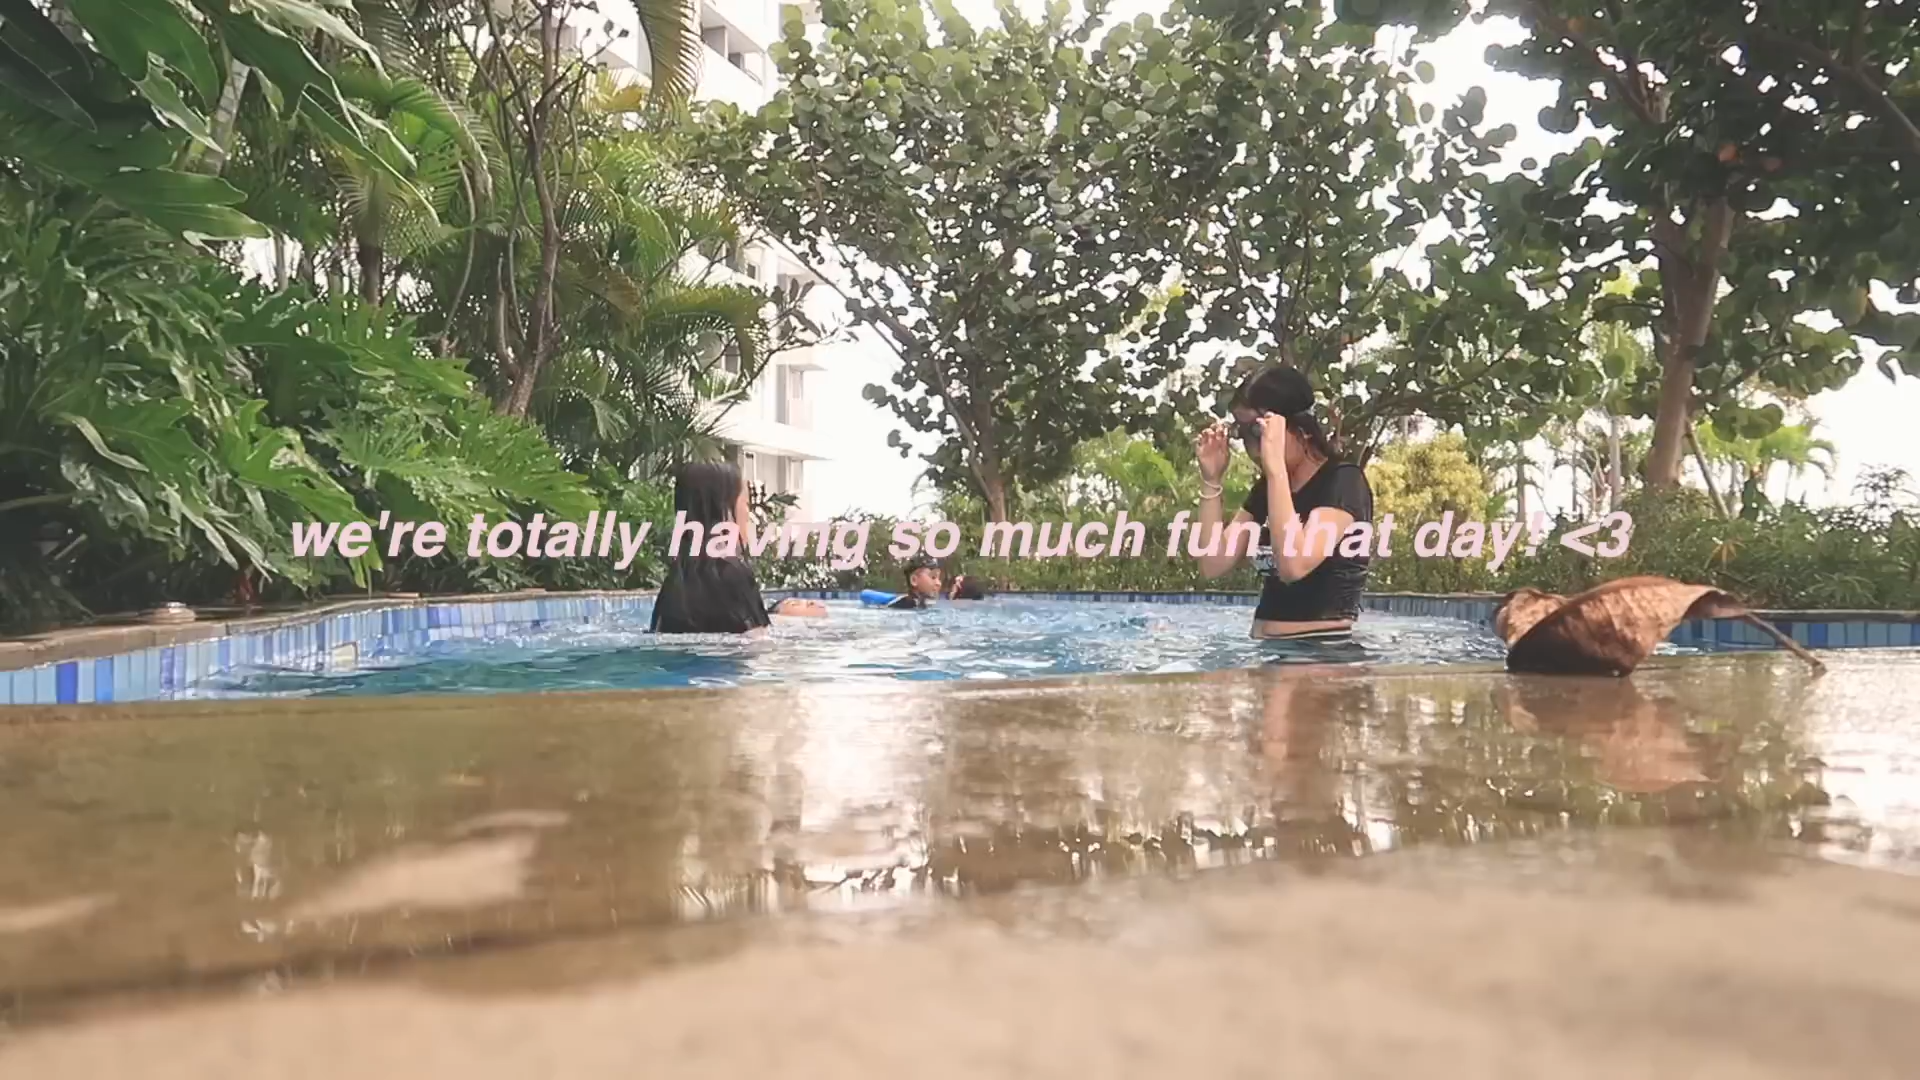 we're totally having so much fun that day! <3